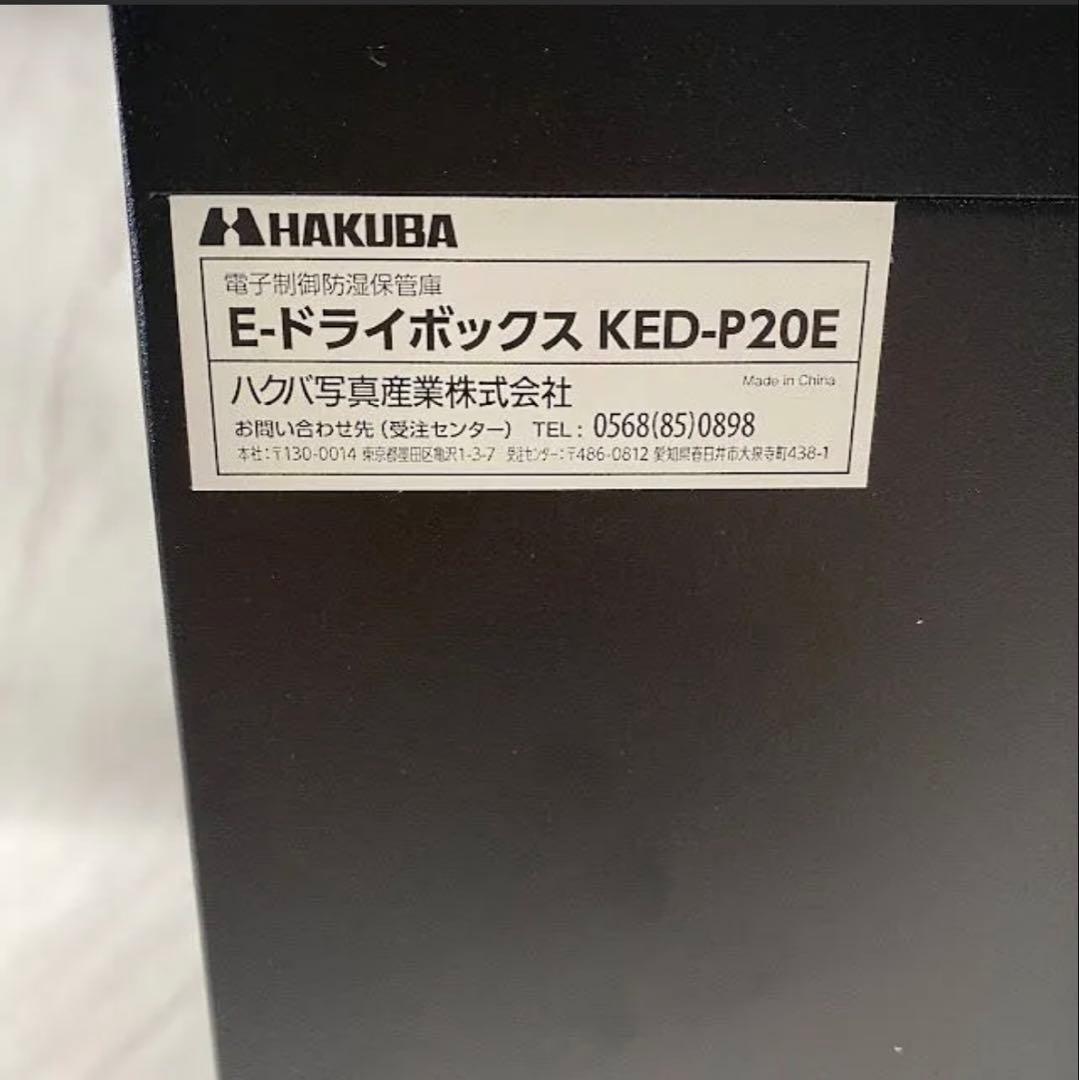 HAKUBA
電子制御防湿保管庫
E-ドライボックス KED-P20E
ハクバ写真産業株式会社
Made in China
お問い合わせ先(受注センター) TEL: 0568(85)0898
本社:〒130-0014 東京都墨田区亀沢1-3-7 受注センター:〒486-0812 愛知県春日井市大泉寺町438-1